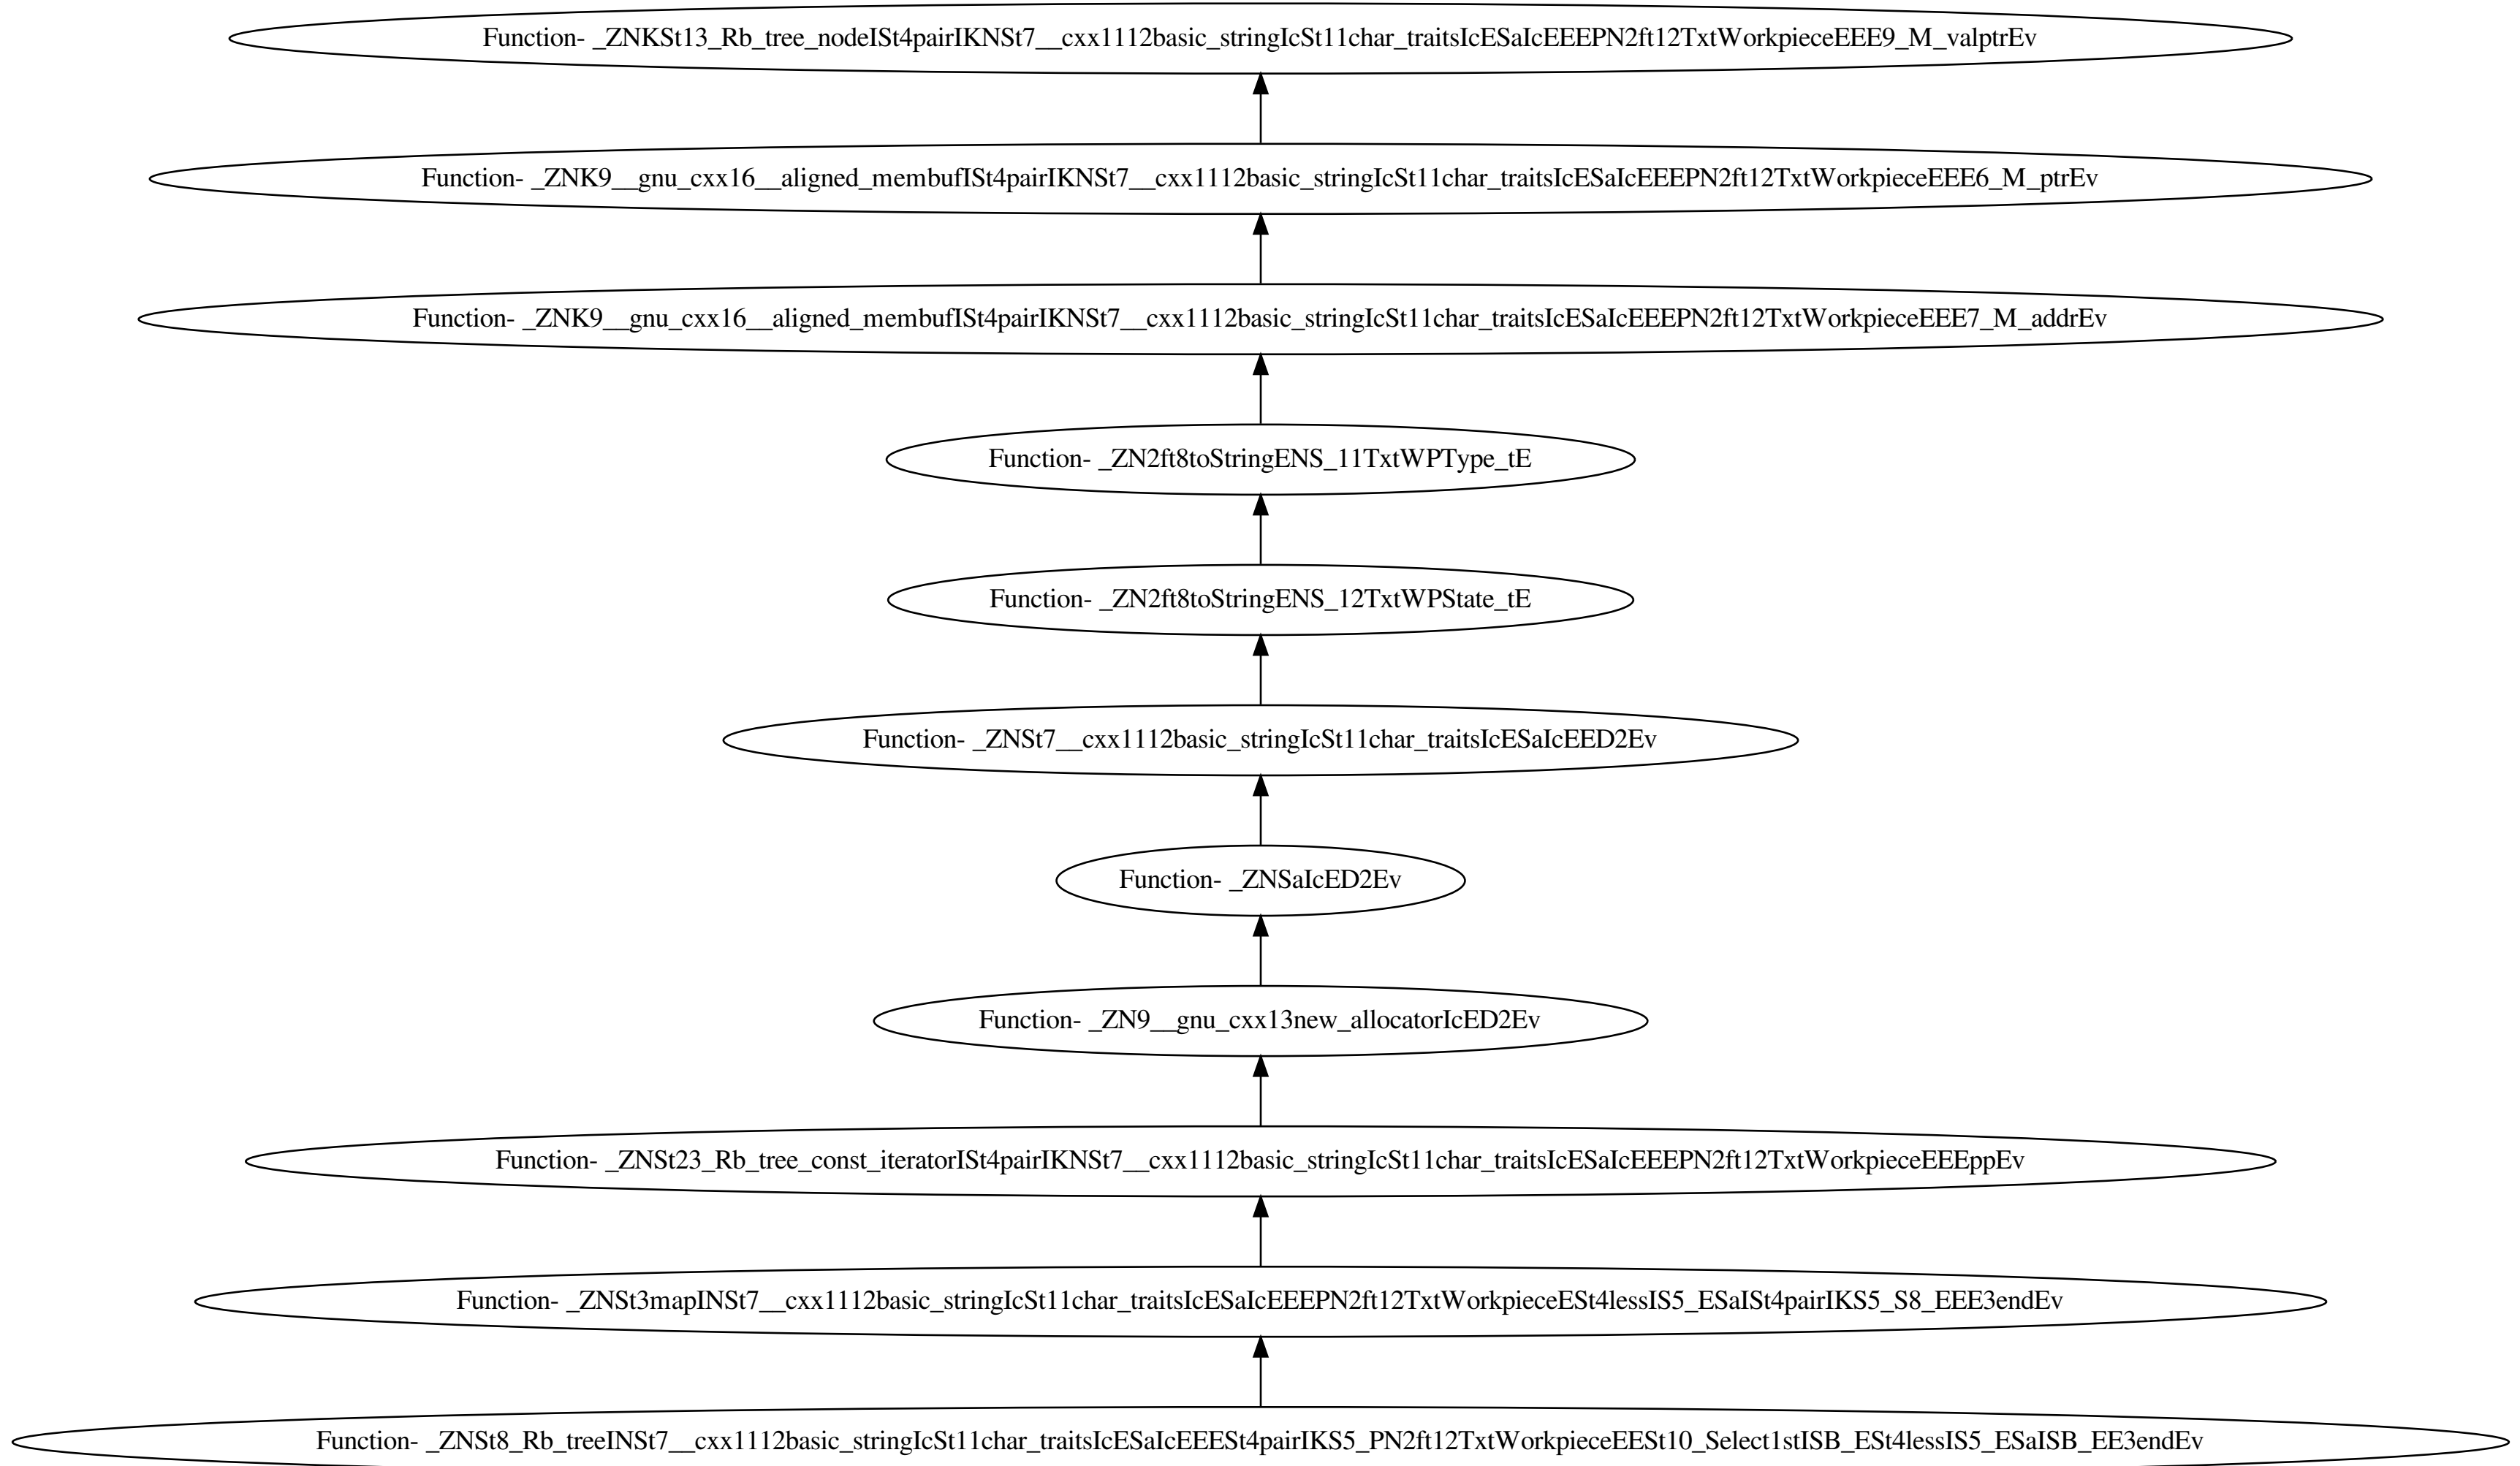 Function- _ZNKSt13_Rb_tree_nodeISt4pairIKNSt7__cxx1112basic_stringIcSt11char_traitsIcESaIcEEEPN2ft12TxtWorkpieceEEE9_M_valptrEv
Function- _ZNK9__gnu_cxx16__aligned_membufISt4pairIKNSt7__cxx1112basic_stringIcSt11char_traitsIcESaIcEEEPN2ft12TxtWorkpieceEEE6_M_ptrEv
Function- _ZNK9__gnu_cxx16__aligned_membufISt4pairIKNSt7__cxx1112basic_stringIcSt11char_traitsIcESaIcEEEPN2ft12TxtWorkpieceEEE7_M_addrEv
Function- _ZN2ft8toStringENS_11TxtWPType_tE
Function- _ZN2ft8toStringENS_12TxtWPState_tE
Function- _ZNSt7__cxx1112basic_stringIcSt11char_traitsIcESaIcEED2Ev
Function- _ZNSaIcED2Ev
Function- _ZN9__gnu_cxx13new_allocatorIcED2Ev
Function- _ZNSt23_Rb_tree_const_iteratorISt4pairIKNSt7__cxx1112basic_stringIcSt11char_traitsIcESaIcEEEPN2ft12TxtWorkpieceEEEppEv
Function- _ZNSt3mapINSt7__cxx1112basic_stringIcSt11char_traitsIcESaIcEEEPN2ft12TxtWorkpieceESt4lessIS5_ESaISt4pairIKS5_S8_EEE3endEv
Function- _ZNSt8_Rb_treeINSt7__cxx1112basic_stringIcSt11char_traitsIcESaIcEEESt4pairIKS5_PN2ft12TxtWorkpieceEESt10_Select1stISB_ESt4lessIS5_ESaISB_EE3endEv